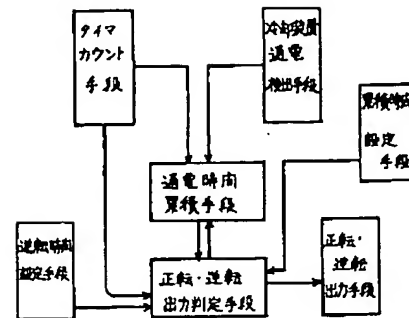 タイマ
カウント
手段
冷却装置
通電
検出手段
累積時間
設定
手段
通電時間
累積手段
逆転時間
設定手段
正転・逆転
出力判定手段
正転・
逆転
出力手段